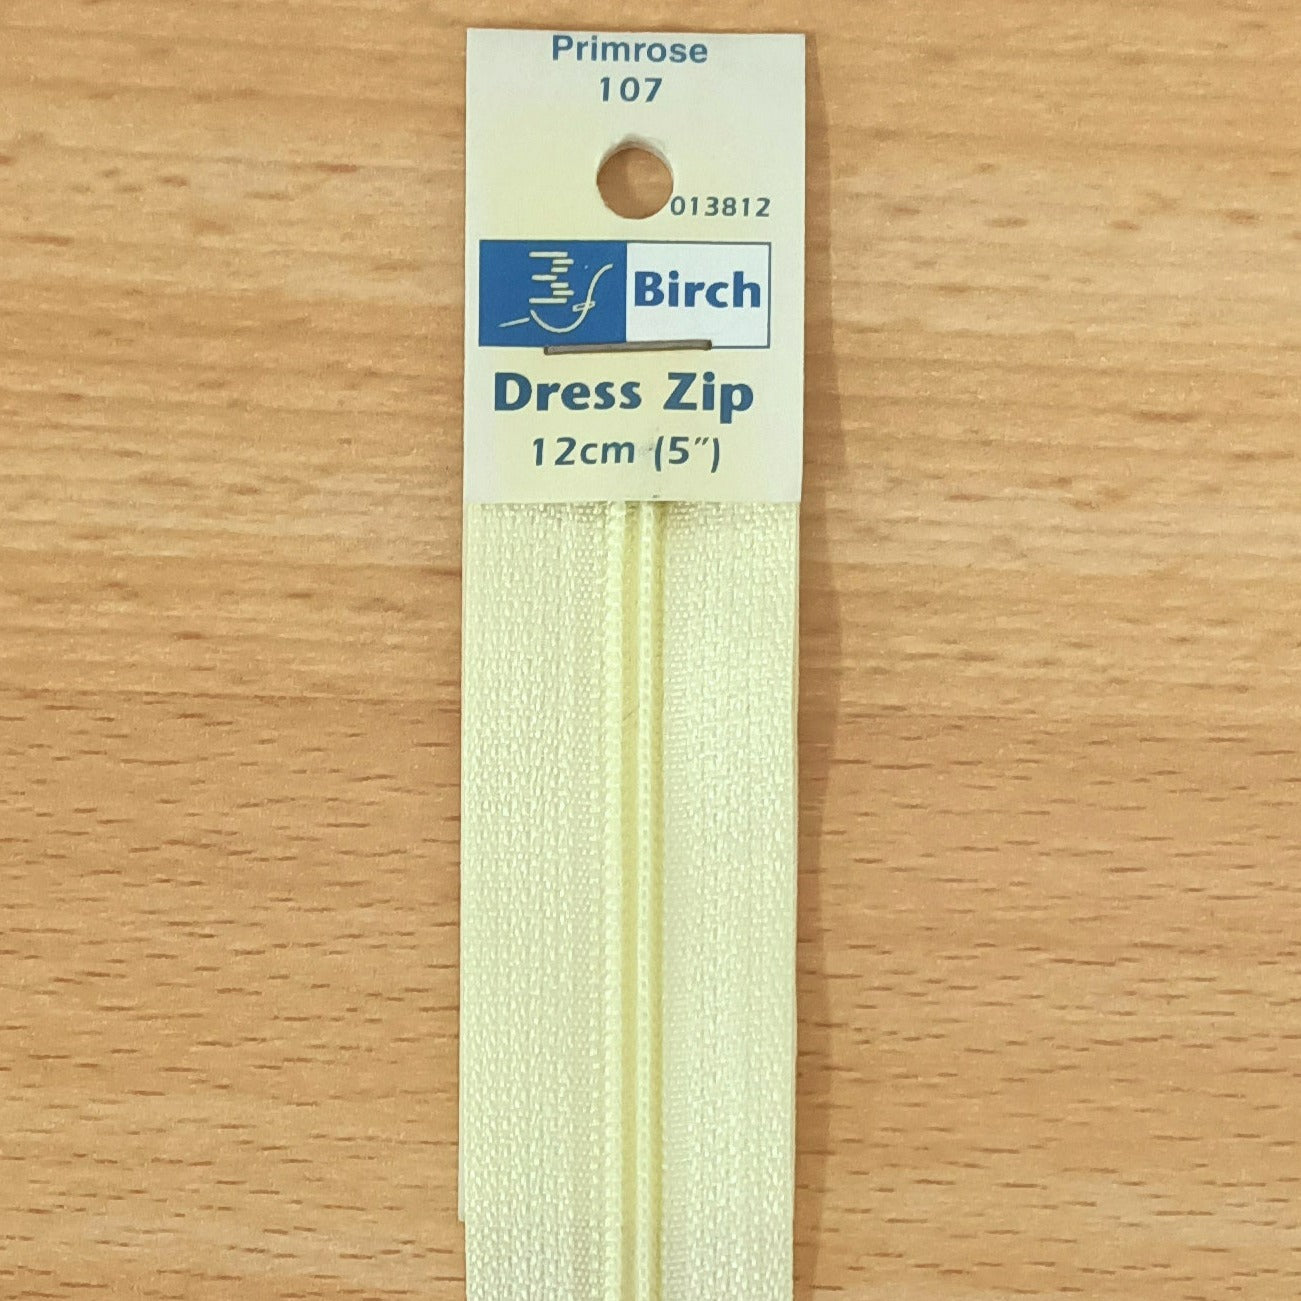 Primrose
107
013812
Birch
Dress Zip
12cm (5″)